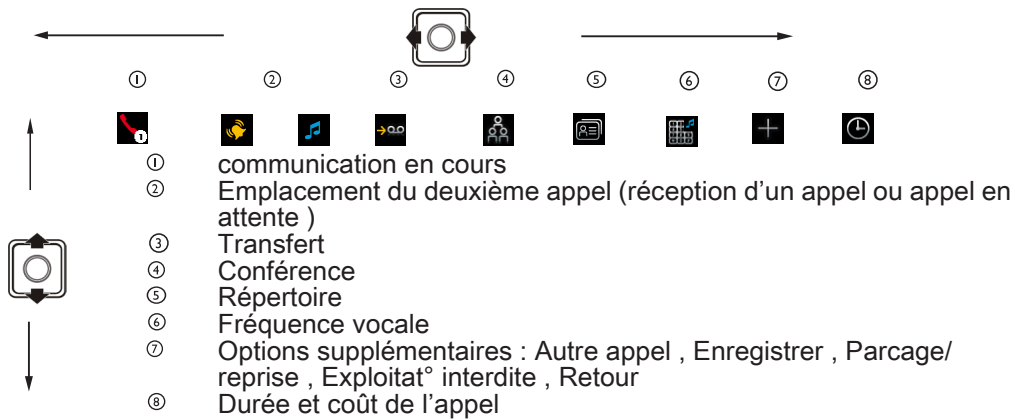 ① ② ③ ④ ⑤ ⑥ ⑦ ⑧
1
① communication en cours
② Emplacement du deuxième appel (réception d’un appel ou appel en
attente )
③ Transfert
④ Conférence
⑤ Répertoire
⑥ Fréquence vocale
⑦ Options supplémentaires : Autre appel , Enregistrer , Parcage/
reprise , Exploitat° interdite , Retour
⑧ Durée et coût de l’appel